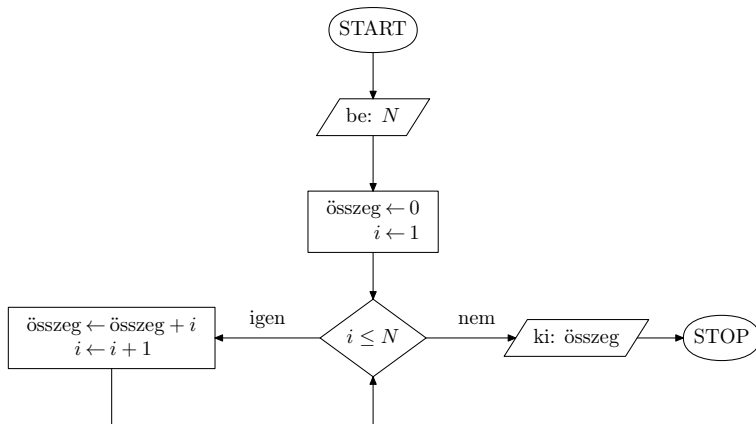 START
be: N
összeg ← 0
i ← 1
igen
i ≤ N
nem
összeg ← összeg + i
i ← i + 1
ki: összeg
STOP